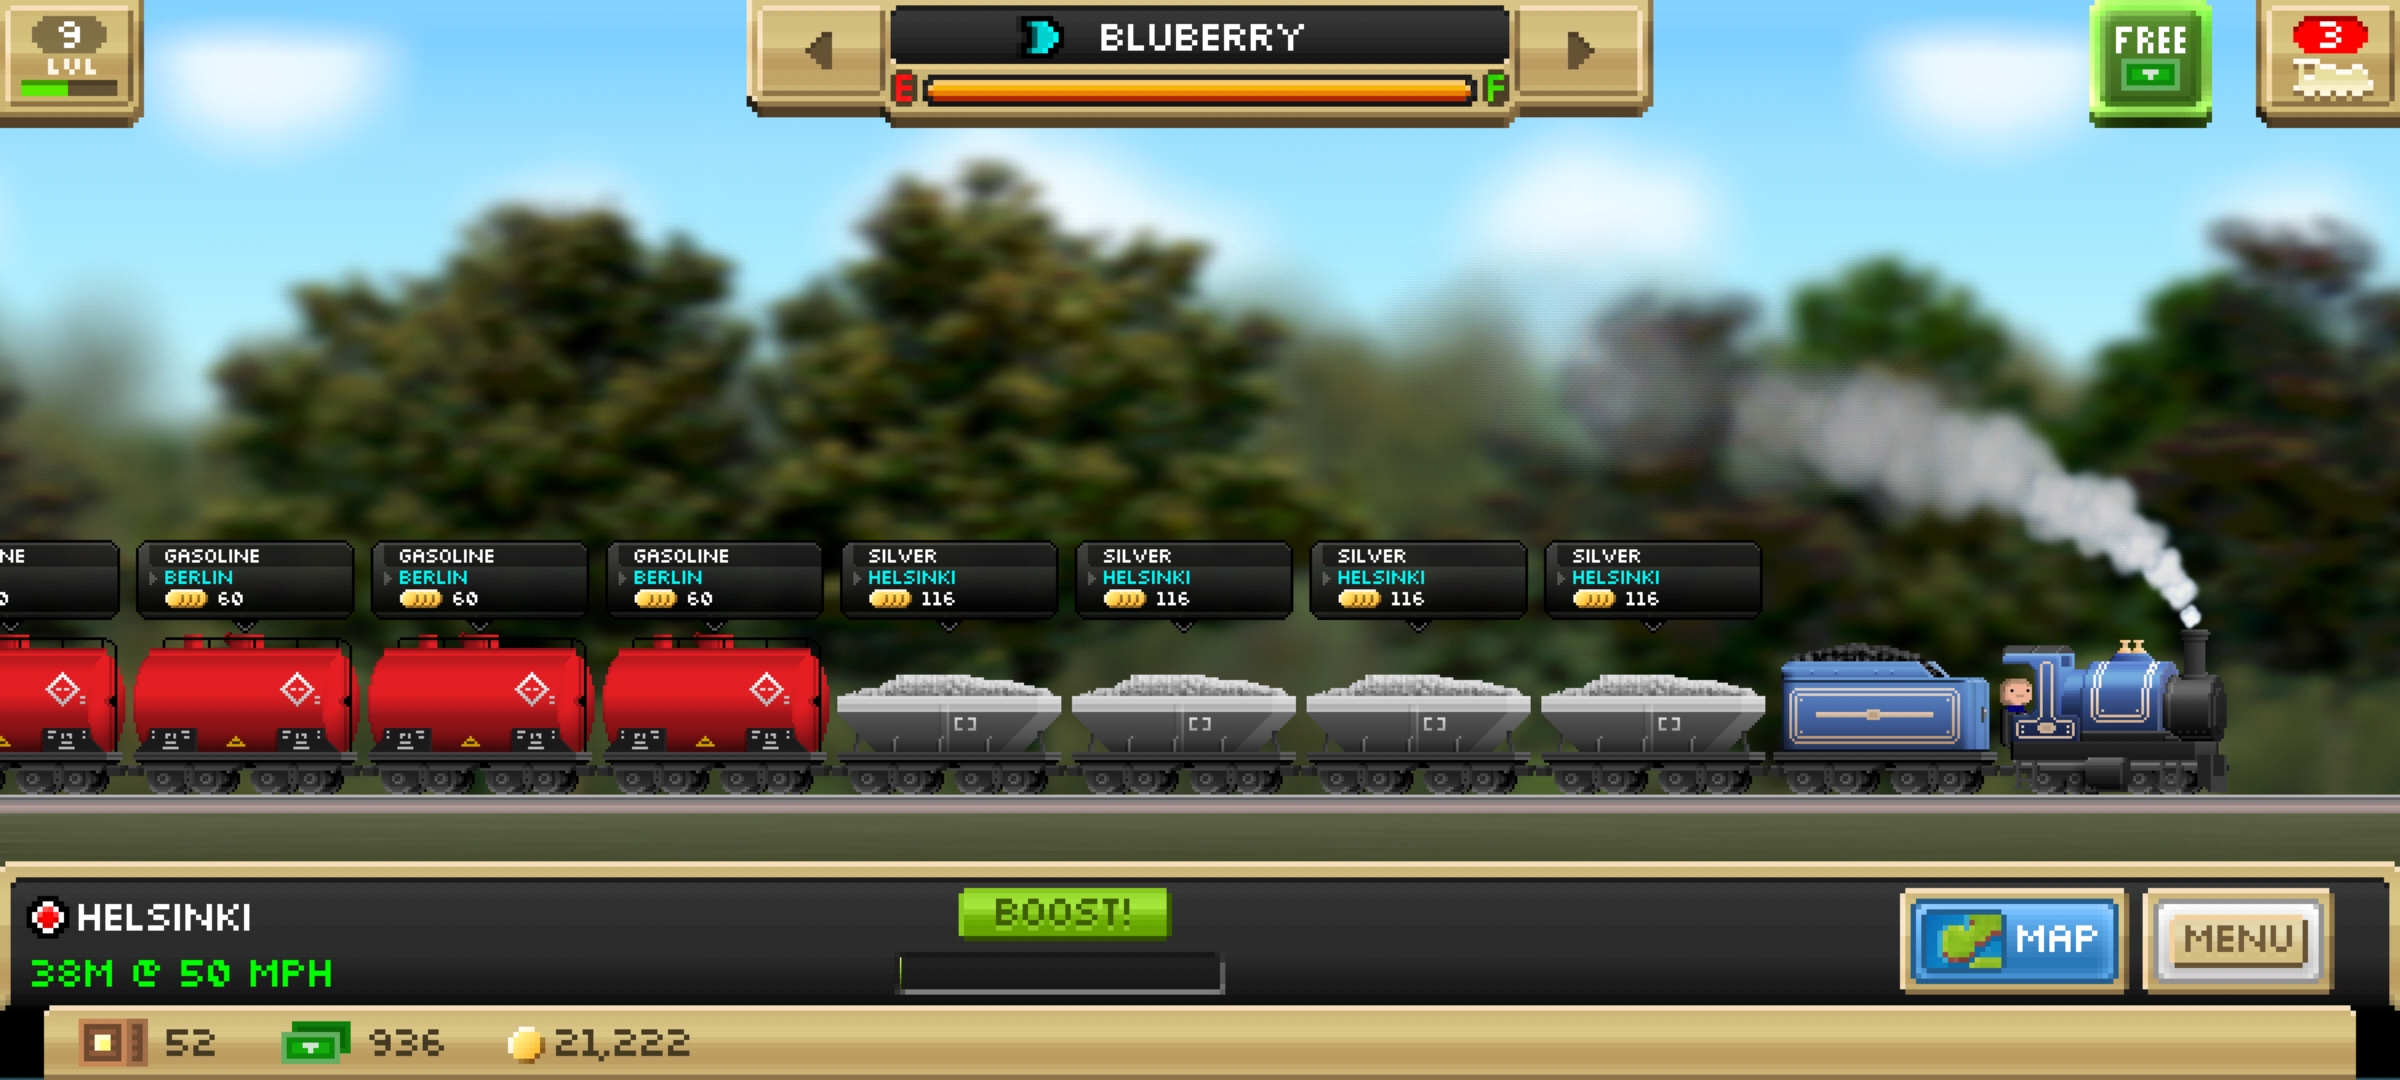 9
LVL
BLUBERRY
E
F
FREE
3
NE
0
GASOLINE
BERLIN
60
GASOLINE
BERLIN
60
GASOLINE
BERLIN
60
SILVER
HELSINKI
116
SILVER
HELSINKI
116
SILVER
HELSINKI
116
SILVER
HELSINKI
116
HELSINKI
38M @ 50 MPH
BOOST!
MAP
MENU
52
936
21,222